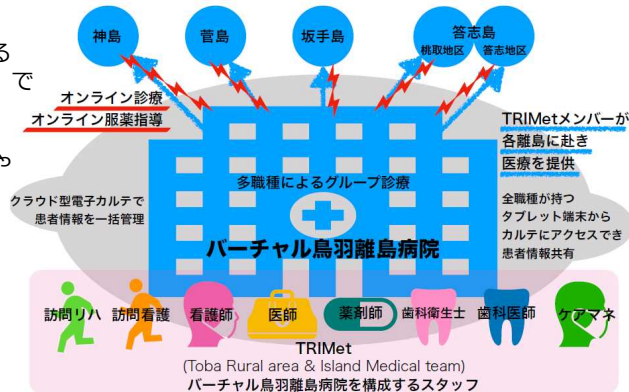 る
で
や
神島
菅島
坂手島
答志島
桃取地区
答志地区
オンライン診療
オンライン服薬指導
TRIMetメンバーが
各離島に赴き
医療を提供
多職種によるグループ診療
クラウド型電子カルテで
患者情報を一括管理
全職種が持つ
タブレット端末から
カルテにアクセスでき
患者情報共有
バーチャル鳥羽離島病院
訪問リハ
訪問看護
看護師
医師
薬剤師
歯科衛生士
歯科医師
ケアマネ
TRIMet
(Toba Rural area & Island Medical team)
バーチャル鳥羽離島病院を構成するスタッフ